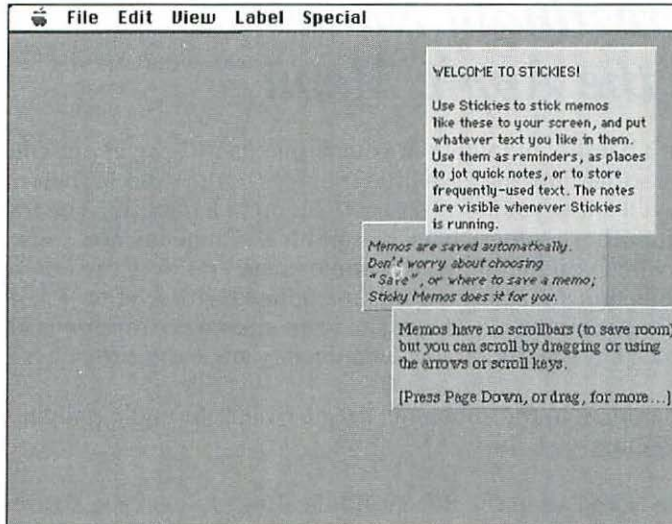 File Edit View Label Special
WELCOME TO STICKIES!
Use Stickies to stick memos
like these to your screen, and put
whatever text you like in them.
Use them as reminders, as places
to jot quick notes, or to store
frequently-used text. The notes
are visible whenever Stickies
is running.
Memos are saved automatically.
Don't worry about choosing
"Save", or where to save a memo;
Sticky Memos does it for you.
Memos have no scrollbars (to save room)
but you can scroll by dragging or using
the arrows or scroll keys.
[Press Page Down, or drag, for more...]